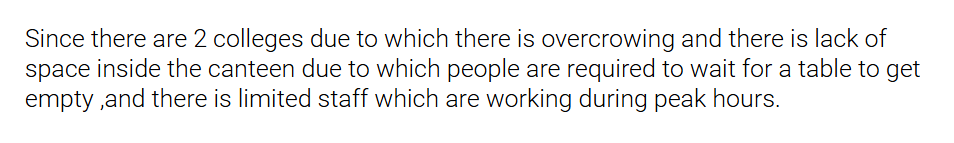 Since there are 2 colleges due to which there is overcrowing and there is lack of
space inside the canteen due to which people are required to wait for a table to get
empty ,and there is limited staff which are working during peak hours.